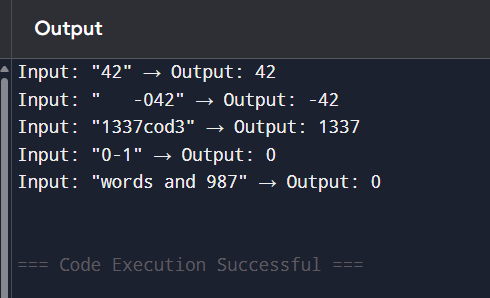 Output
Input: "42" → Output: 42
Input: "   -042" → Output: -42
Input: "1337cod3" → Output: 1337
Input: "0-1" → Output: 0
Input: "words and 987" → Output: 0
=== Code Execution Successful ===